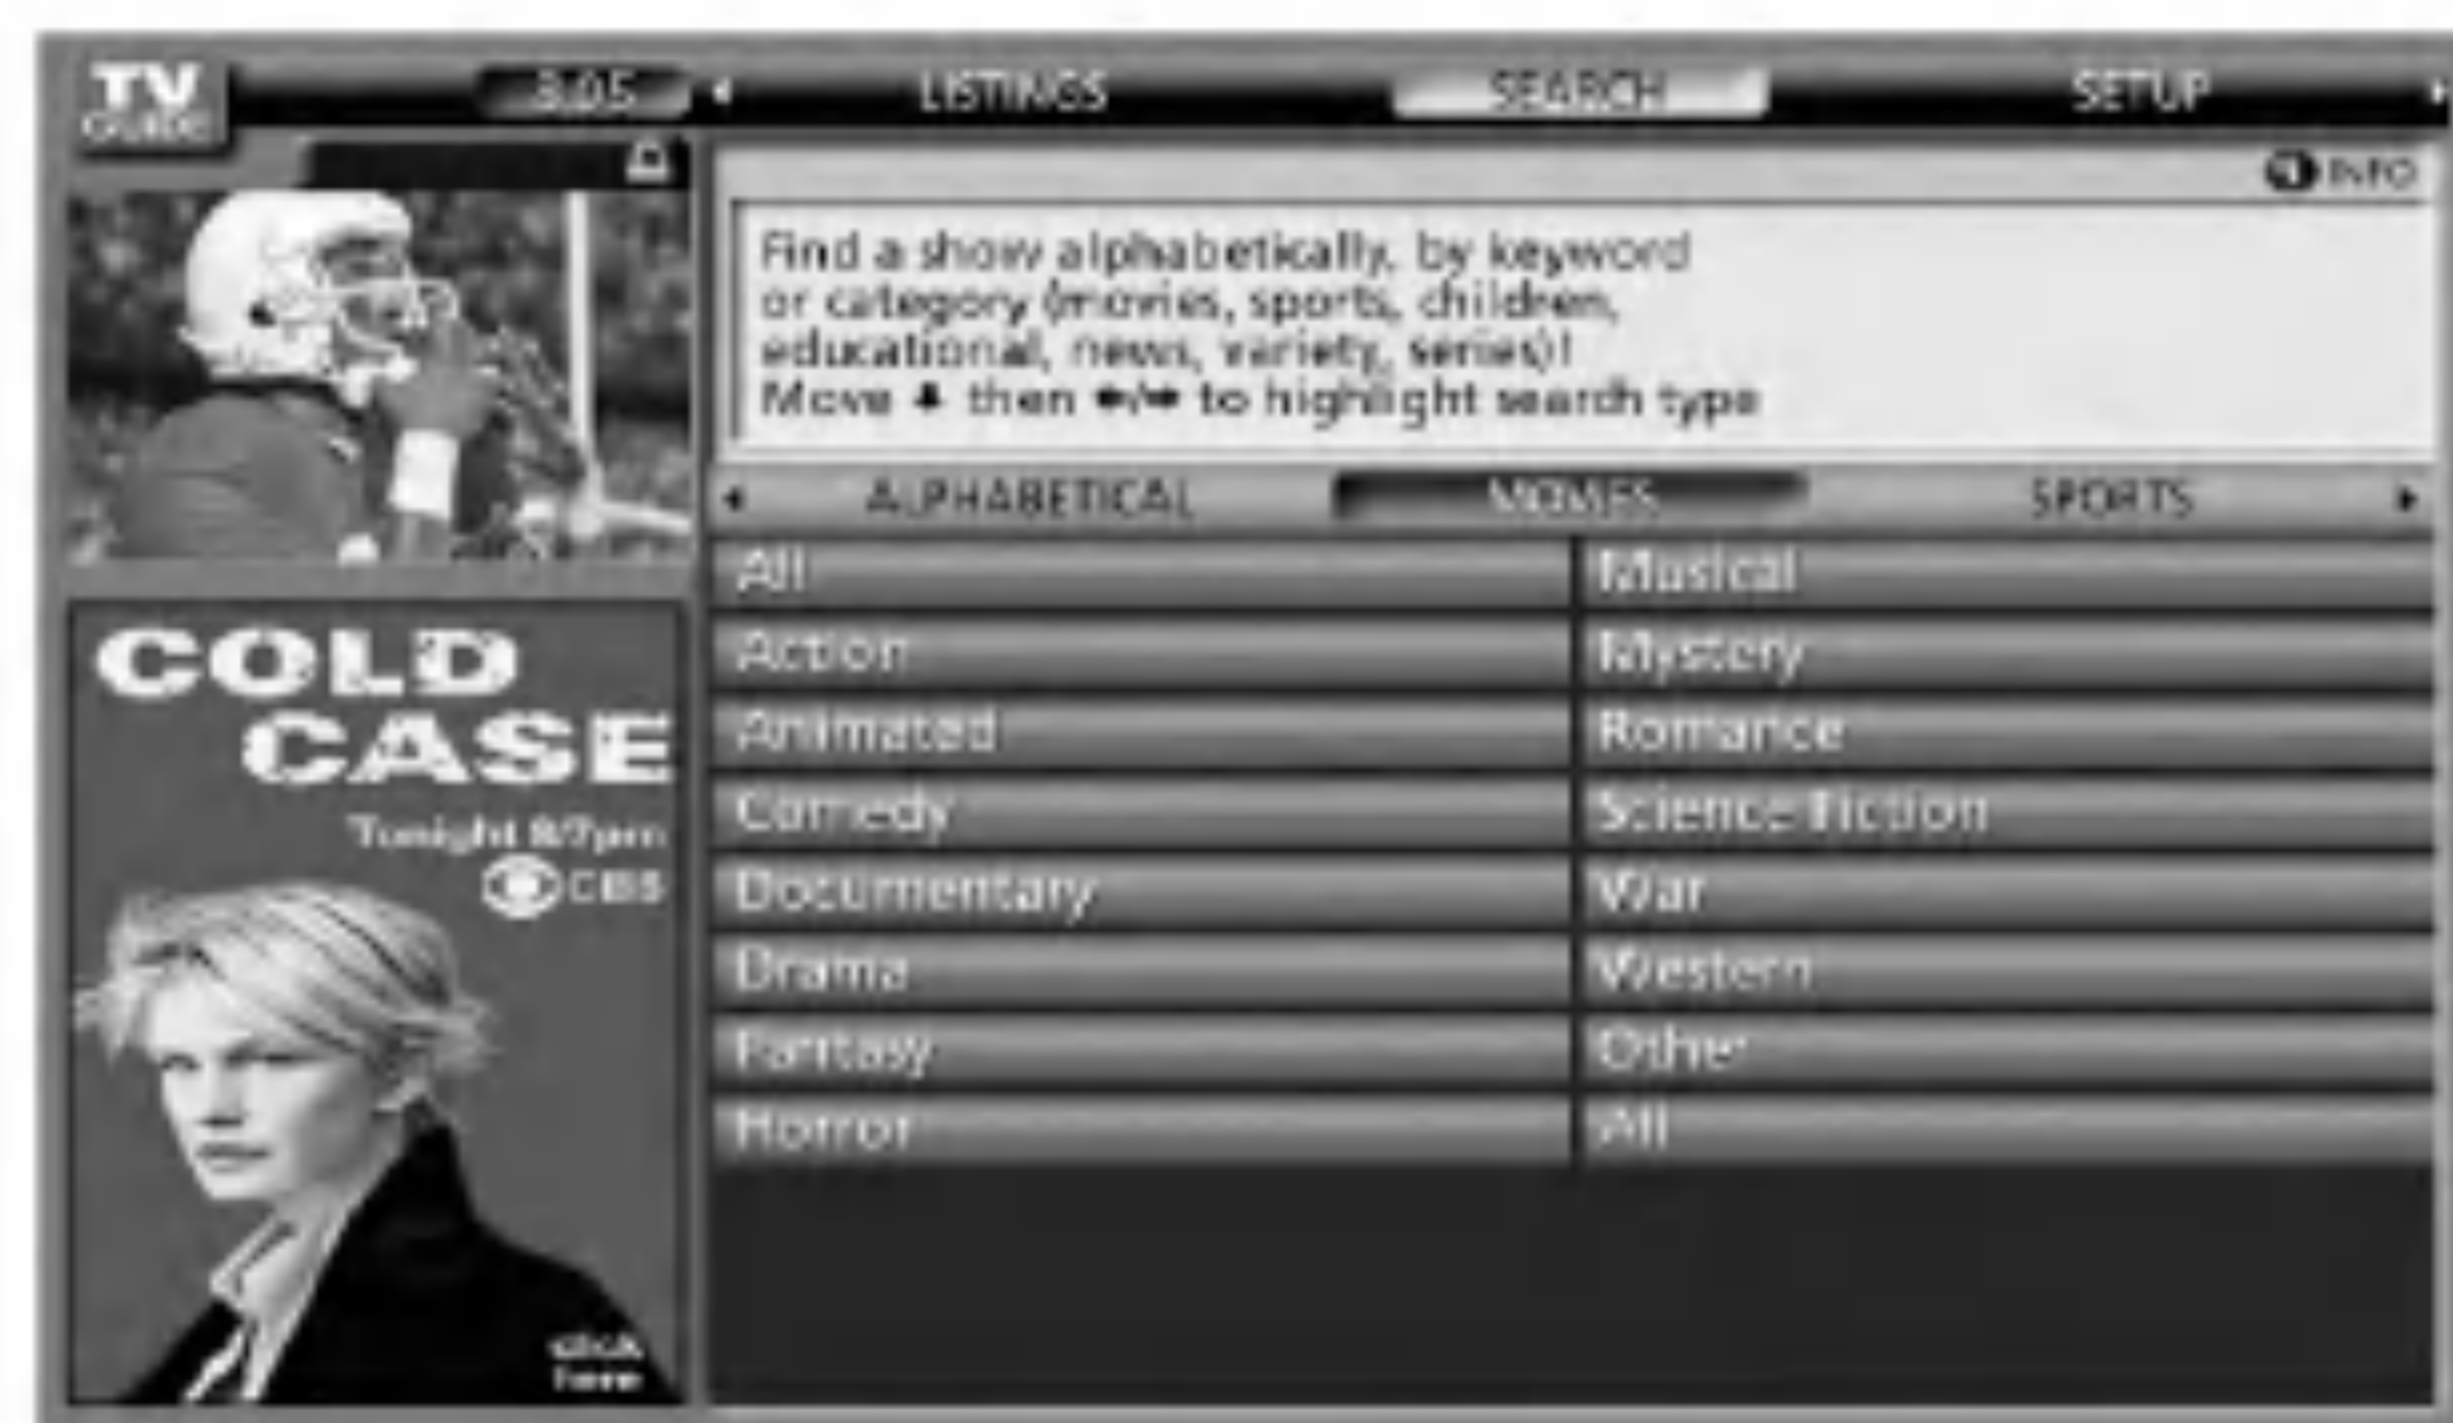 TV
GUIDE
8:05
LISTINGS
SEARCH
SETUP
INFO
Find a show alphabetically, by keyword
or category (movies, sports, children,
educational, news, variety, series)!
Move ↓ then ←/→ to highlight search type
ALPHABETICAL
MOVIES
SPORTS
All
Musical
Action
Mystery
Animated
Romance
Comedy
Science Fiction
Documentary
War
Drama
Western
Fantasy
Other
Horror
All
COLD
CASE
Tonight 8/7pm
CBS
click
here